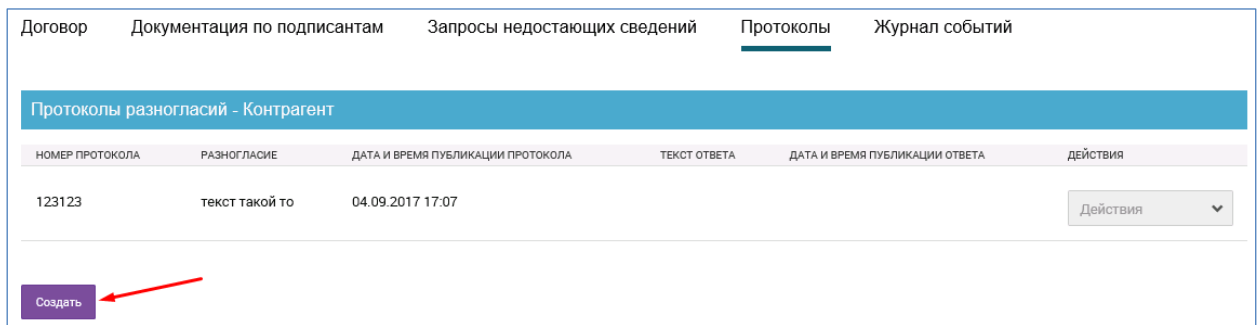 Договор Документация по подписантам Запросы недостающих сведений Протоколы Журнал событий
Протоколы разногласий - Контрагент
НОМЕР ПРОТОКОЛА РАЗНОГЛАСИЕ ДАТА И ВРЕМЯ ПУБЛИКАЦИИ ПРОТОКОЛА ТЕКСТ ОТВЕТА ДАТА И ВРЕМЯ ПУБЛИКАЦИИ ОТВЕТА ДЕЙСТВИЯ
123123 текст такой то 04.09.2017 17:07 Действия
Создать